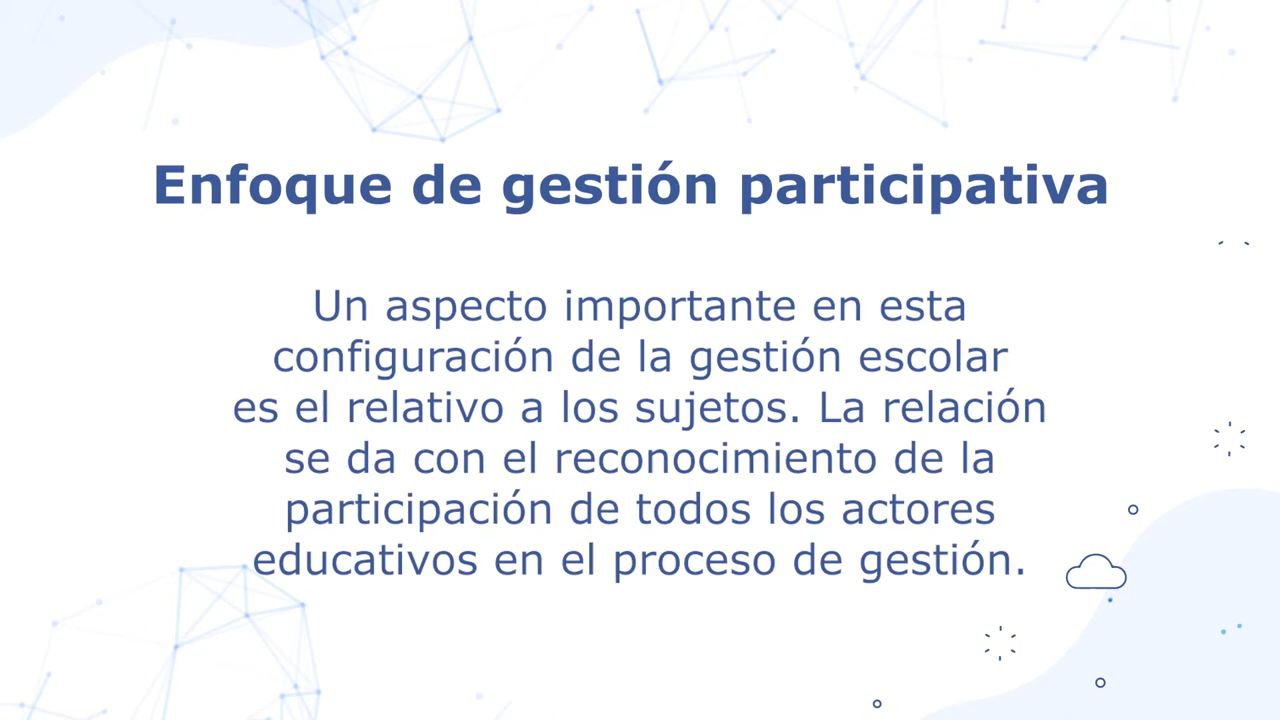 Enfoque de gestión participativa
Un aspecto importante en esta
configuración de la gestión escolar
es el relativo a los sujetos. La relación
se da con el reconocimiento de la
participación de todos los actores
educativos en el proceso de gestión.